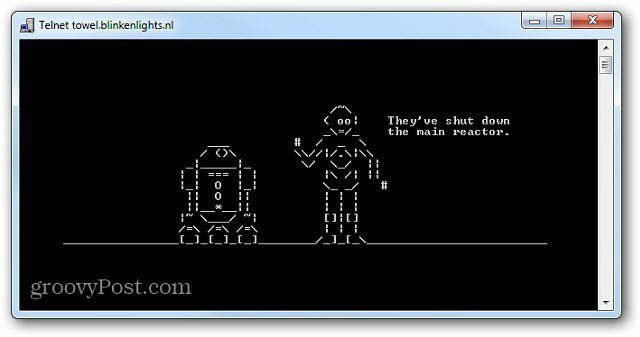 Telnet towel.blinkenlights.nl
They've shut down
the main reactor.
groovyPost.com